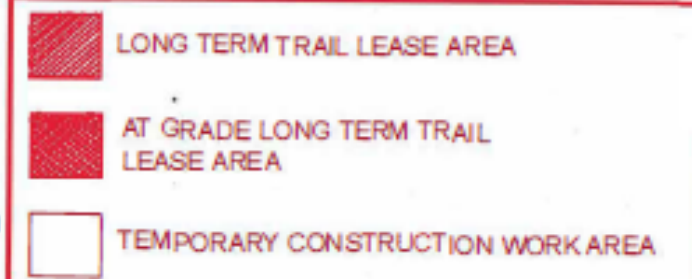 LONG TERM TRAIL LEASE AREA
AT GRADE LONG TERM TRAIL
LEASE AREA
TEMPORARY CONSTRUCTION WORK AREA